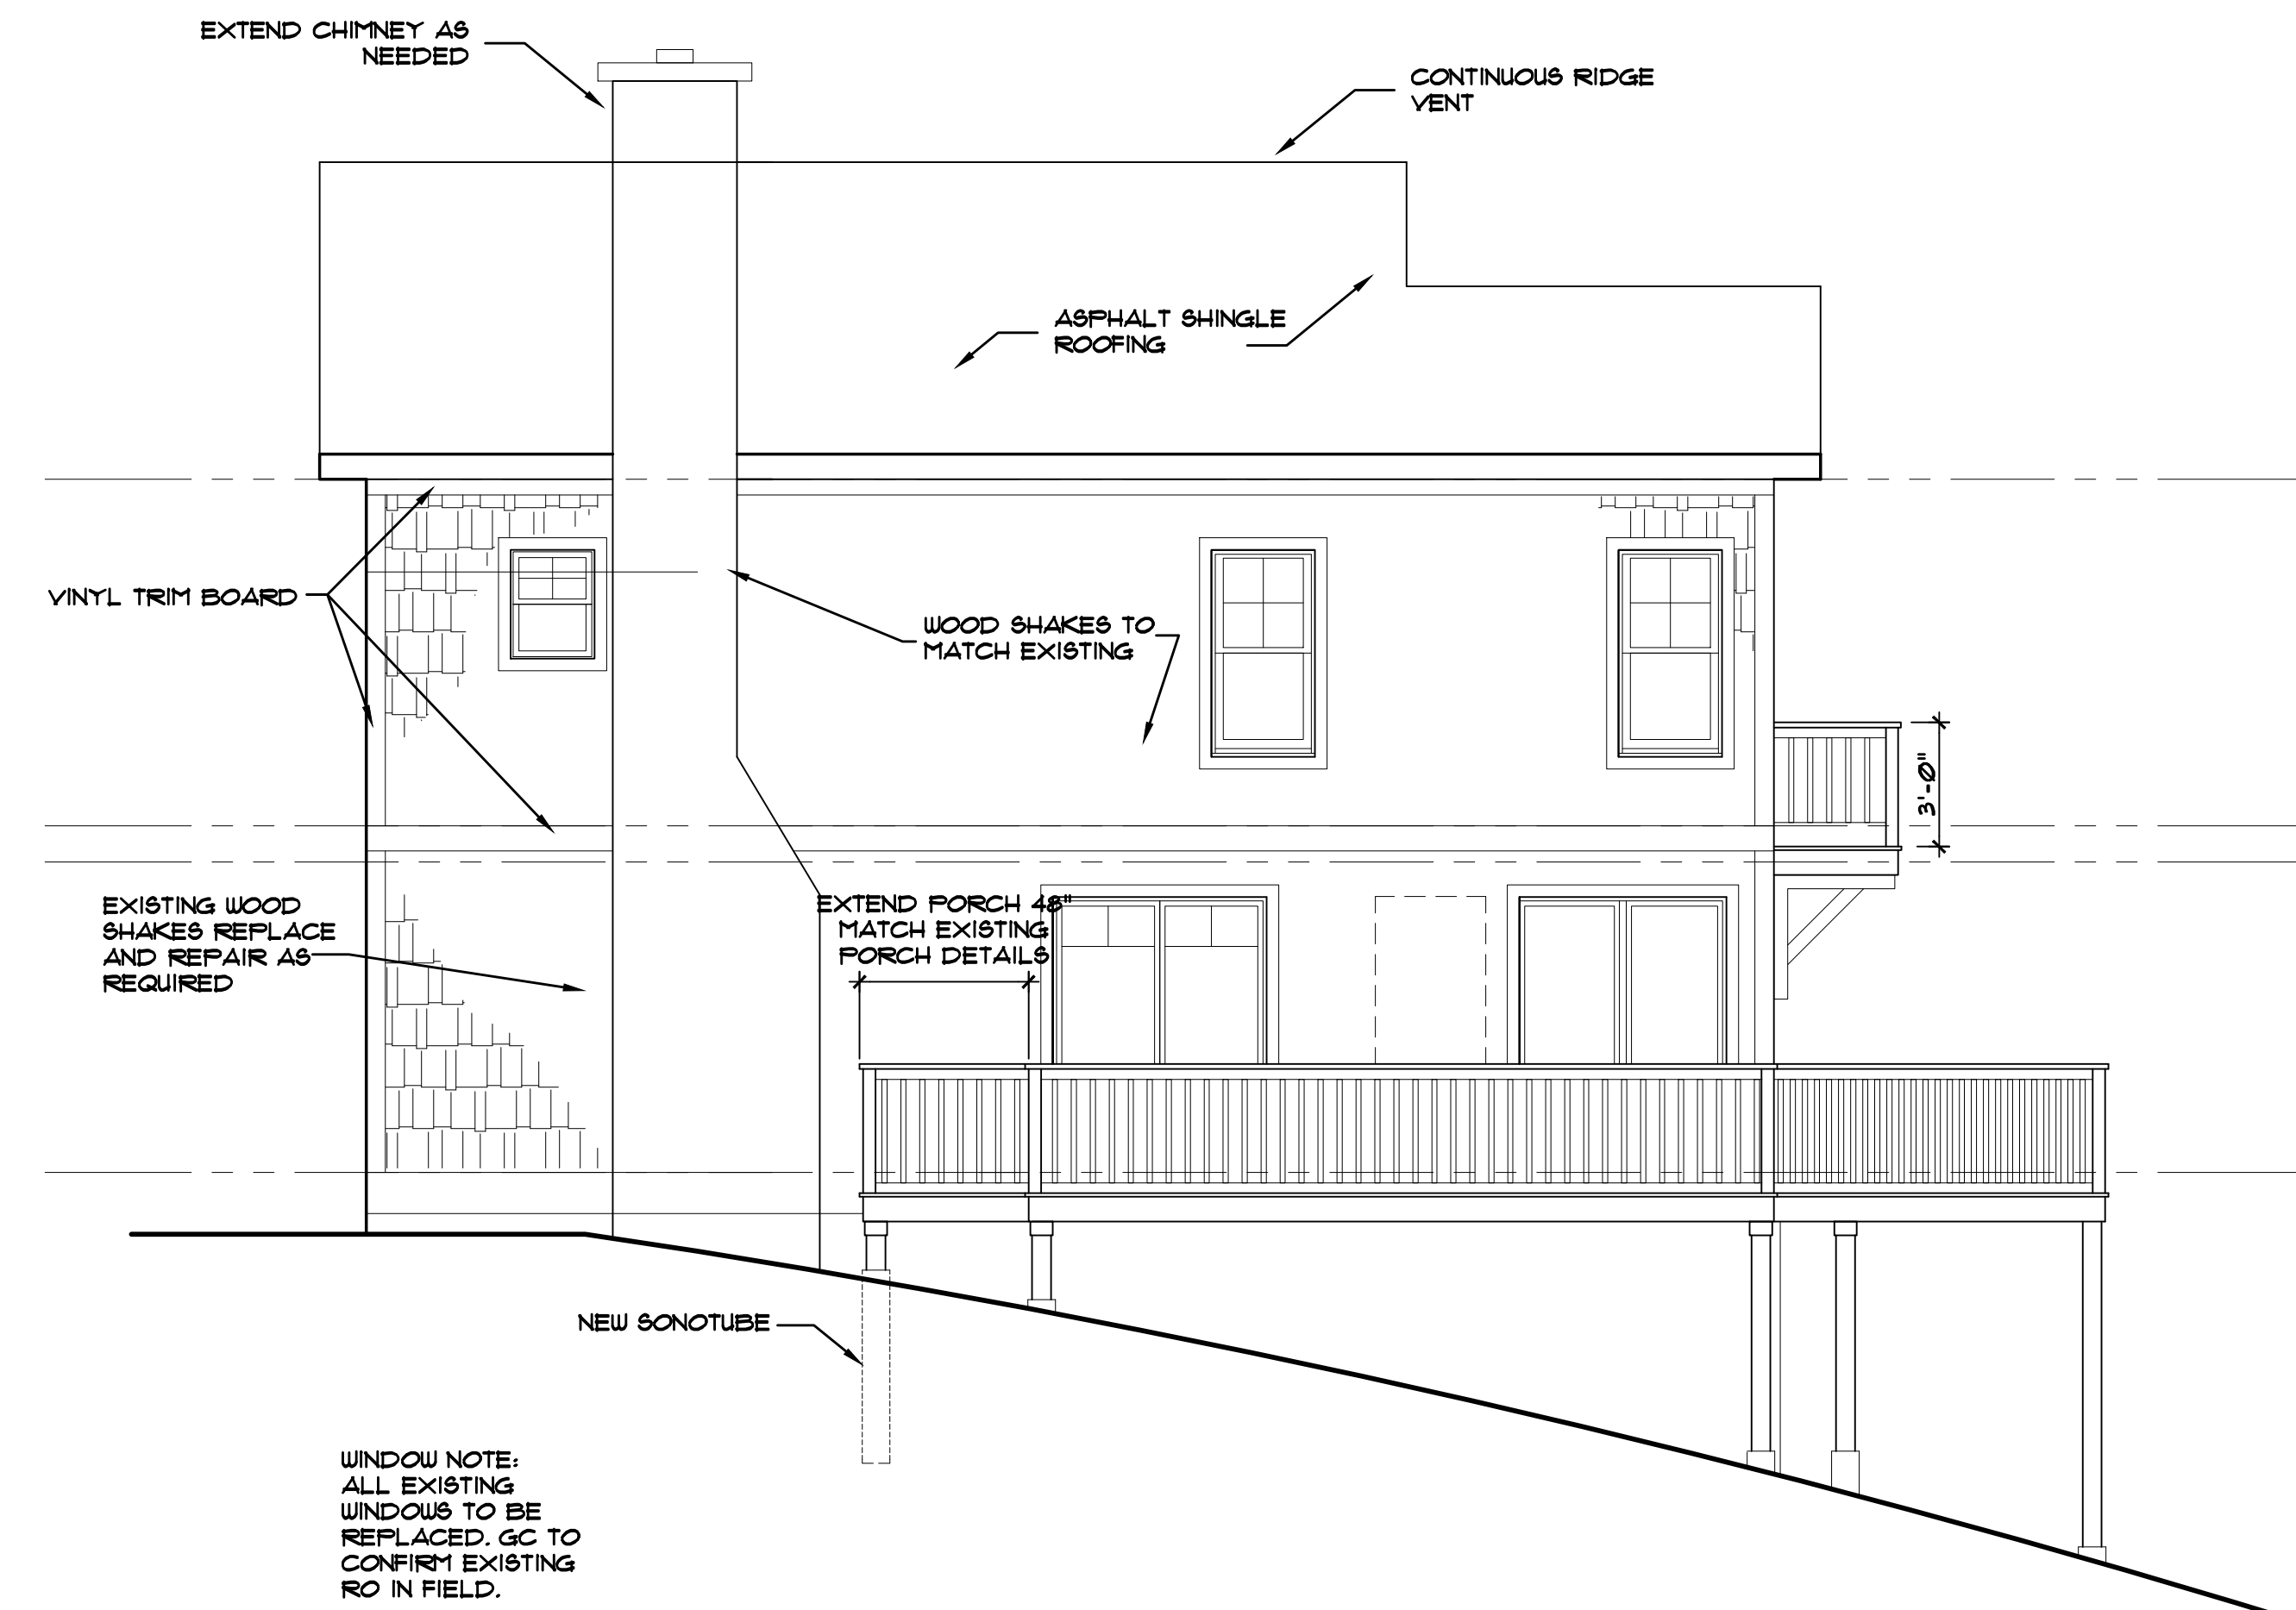 EXTEND CHIMNEY AS
NEEDED
CONTINUOUS RIDGE
VENT
ASPHALT SHINGLE
ROOFING
VINYL TRIM BOARD
WOOD SHAKES TO
MATCH EXISTING
3'-0"
EXISTING WOOD
SHAKES REPLACE
AND REPAIR AS
REQUIRED
EXTEND PORCH 48"
MATCH EXISTING
PORCH DETAILS
NEW SONOTUBE
WINDOW NOTE:
ALL EXISTING
WINDOWS TO BE
REPLACED. GC TO
CONFIRM EXISTING
RO IN FIELD.